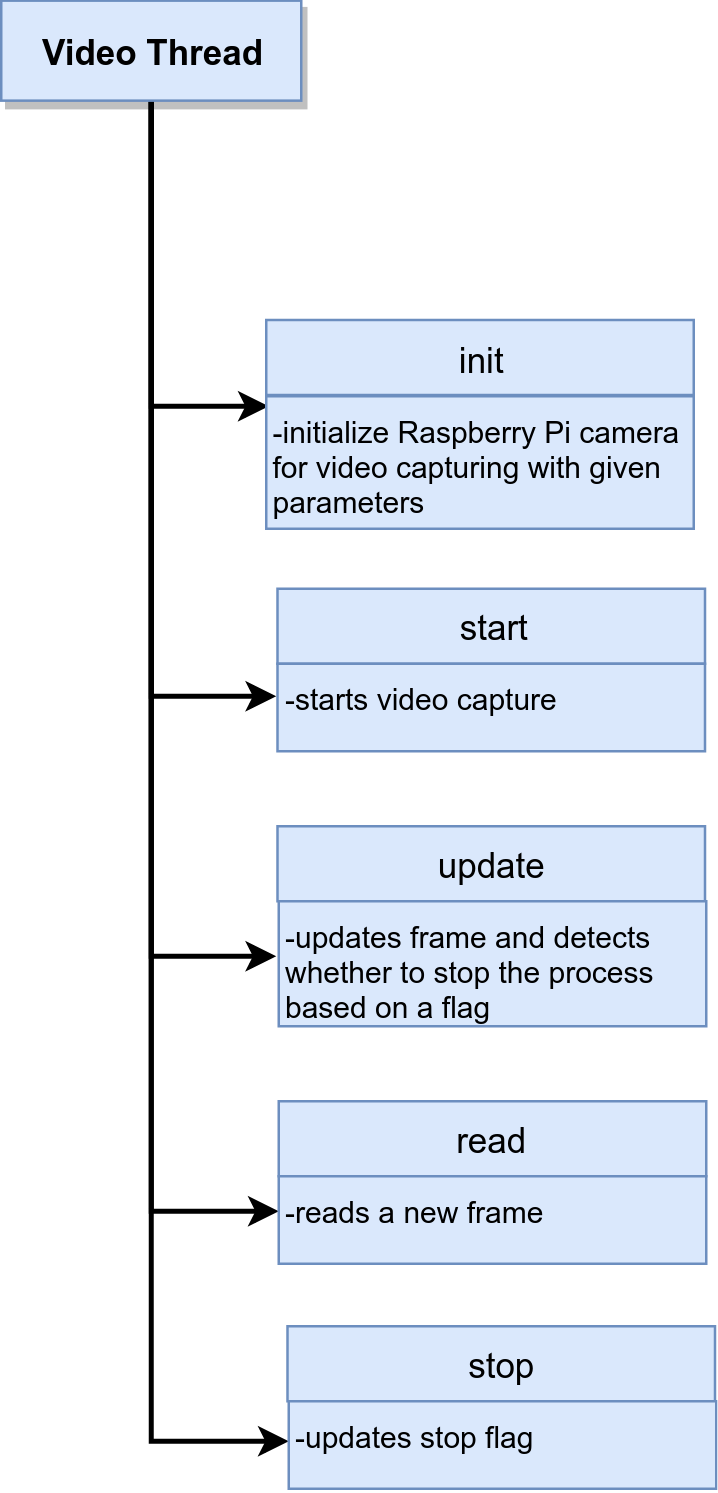 Video Thread
init
-initialize Raspberry Pi camera
for video capturing with given
parameters
start
-starts video capture
update
-updates frame and detects
whether to stop the process
based on a flag
read
-reads a new frame
stop
-updates stop flag